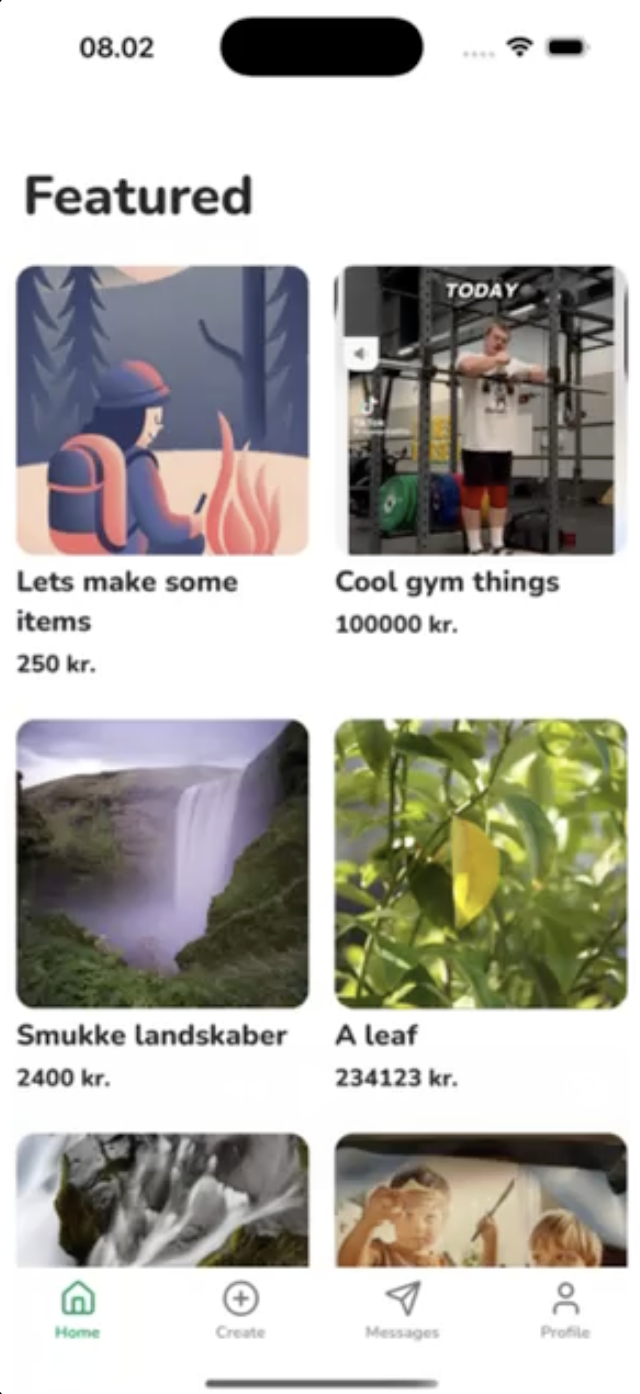 08.02
Featured
TODAY
TikTok
Lets make some
items
250 kr.
Cool gym things
100000 kr.
Smukke landskaber
2400 kr.
A leaf
234123 kr.
Home
Create
Messages
Profile